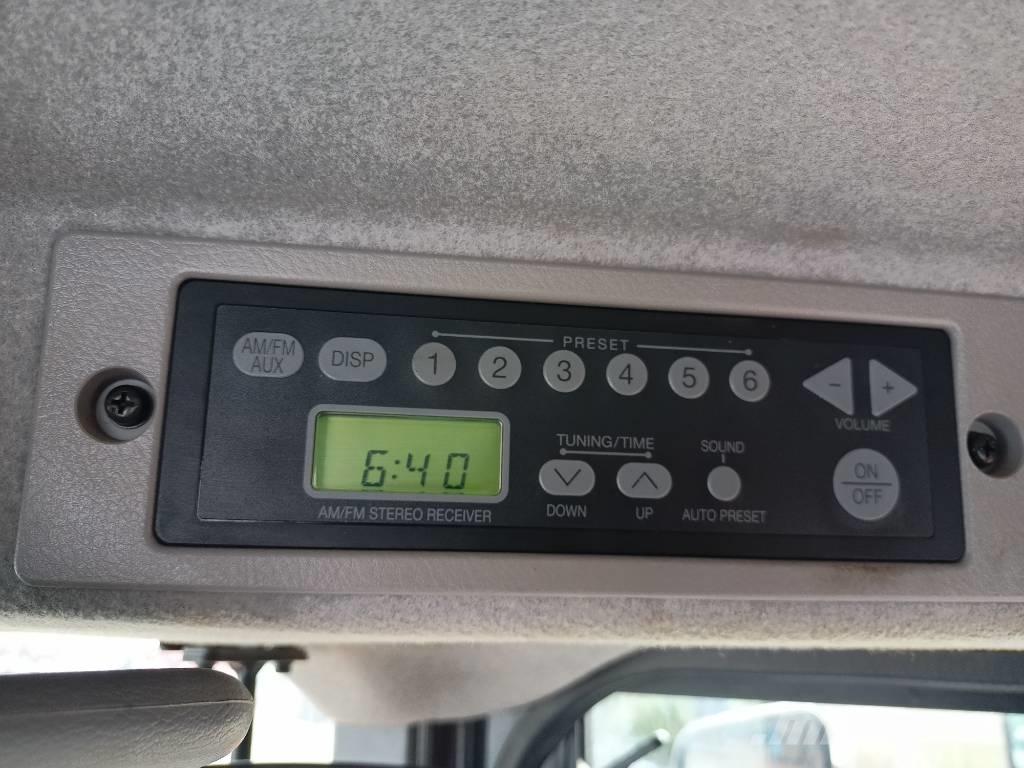 AM/FM AUX
DISP
PRESET
1 2 3 4 5 6
- +
VOLUME
6:40
AM/FM STEREO RECEIVER
TUNING/TIME
DOWN UP
SOUND
AUTO PRESET
ON
OFF